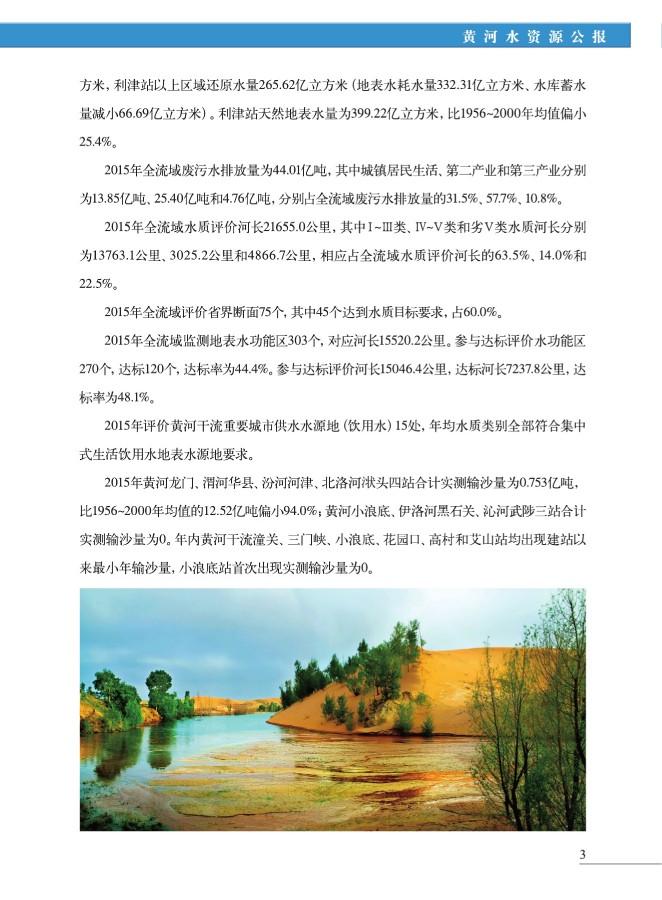 黄河水资源公报
方米，利津站以上区域还原水量265.62亿立方米（地表水耗水量332.31亿立方米、水库蓄水
量减小66.69亿立方米）。利津站天然地表水量为399.22亿立方米，比1956~2000年均值偏小
25.4%。
2015年全流域废污水排放量为44.01亿吨，其中城镇居民生活、第二产业和第三产业分别
为13.85亿吨、25.40亿吨和4.76亿吨，分别占全流域废污水排放量的31.5%、57.7%、10.8%。
2015年全流域水质评价河长21655.0公里，其中Ⅰ~Ⅲ类、Ⅳ~Ⅴ类和劣Ⅴ类水质河长分别
为13763.1公里、3025.2公里和4866.7公里，相应占全流域水质评价河长的63.5%、14.0%和
22.5%。
2015年全流域评价省界断面75个，其中45个达到水质目标要求，占60.0%。
2015年全流域监测地表水功能区303个，对应河长15520.2公里。参与达标评价水功能区
270个，达标120个，达标率为44.4%。参与达标评价河长15046.4公里，达标河长7237.8公里，达
标率为48.1%。
2015年评价黄河干流重要城市供水水源地（饮用水）15处，年均水质类别全部符合集中
式生活饮用水地表水源地要求。
2015年黄河龙门、渭河华县、汾河河津、北洛河洑头四站合计实测输沙量为0.753亿吨，
比1956~2000年均值的12.52亿吨偏小94.0%；黄河小浪底、伊洛河黑石关、沁河武陟三站合计
实测输沙量为0。年内黄河干流潼关、三门峡、小浪底、花园口、高村和艾山站均出现建站以
来最小年输沙量，小浪底站首次出现实测输沙量为0。
3